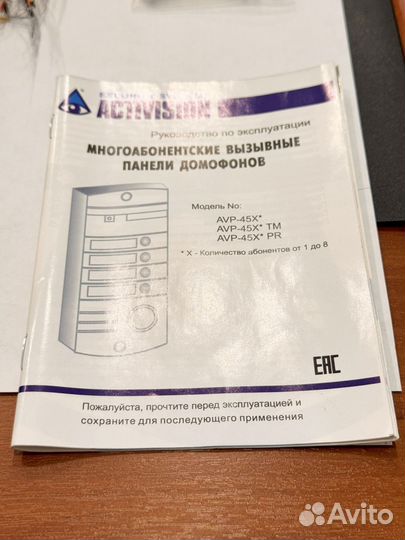 ACTIVISION
Руководство по эксплуатации
МНОГОАБОНЕНТСКИЕ ВЫЗЫВНЫЕ
ПАНЕЛИ ДОМОФОНОВ
Модель No:
AVP-45X*
AVP-45X* TM
AVP-45X* PR
* X - Количество абонентов от 1 до 8
EAC
Пожалуйста, прочтите перед эксплуатацией и
сохраните для последующего применения
Avito